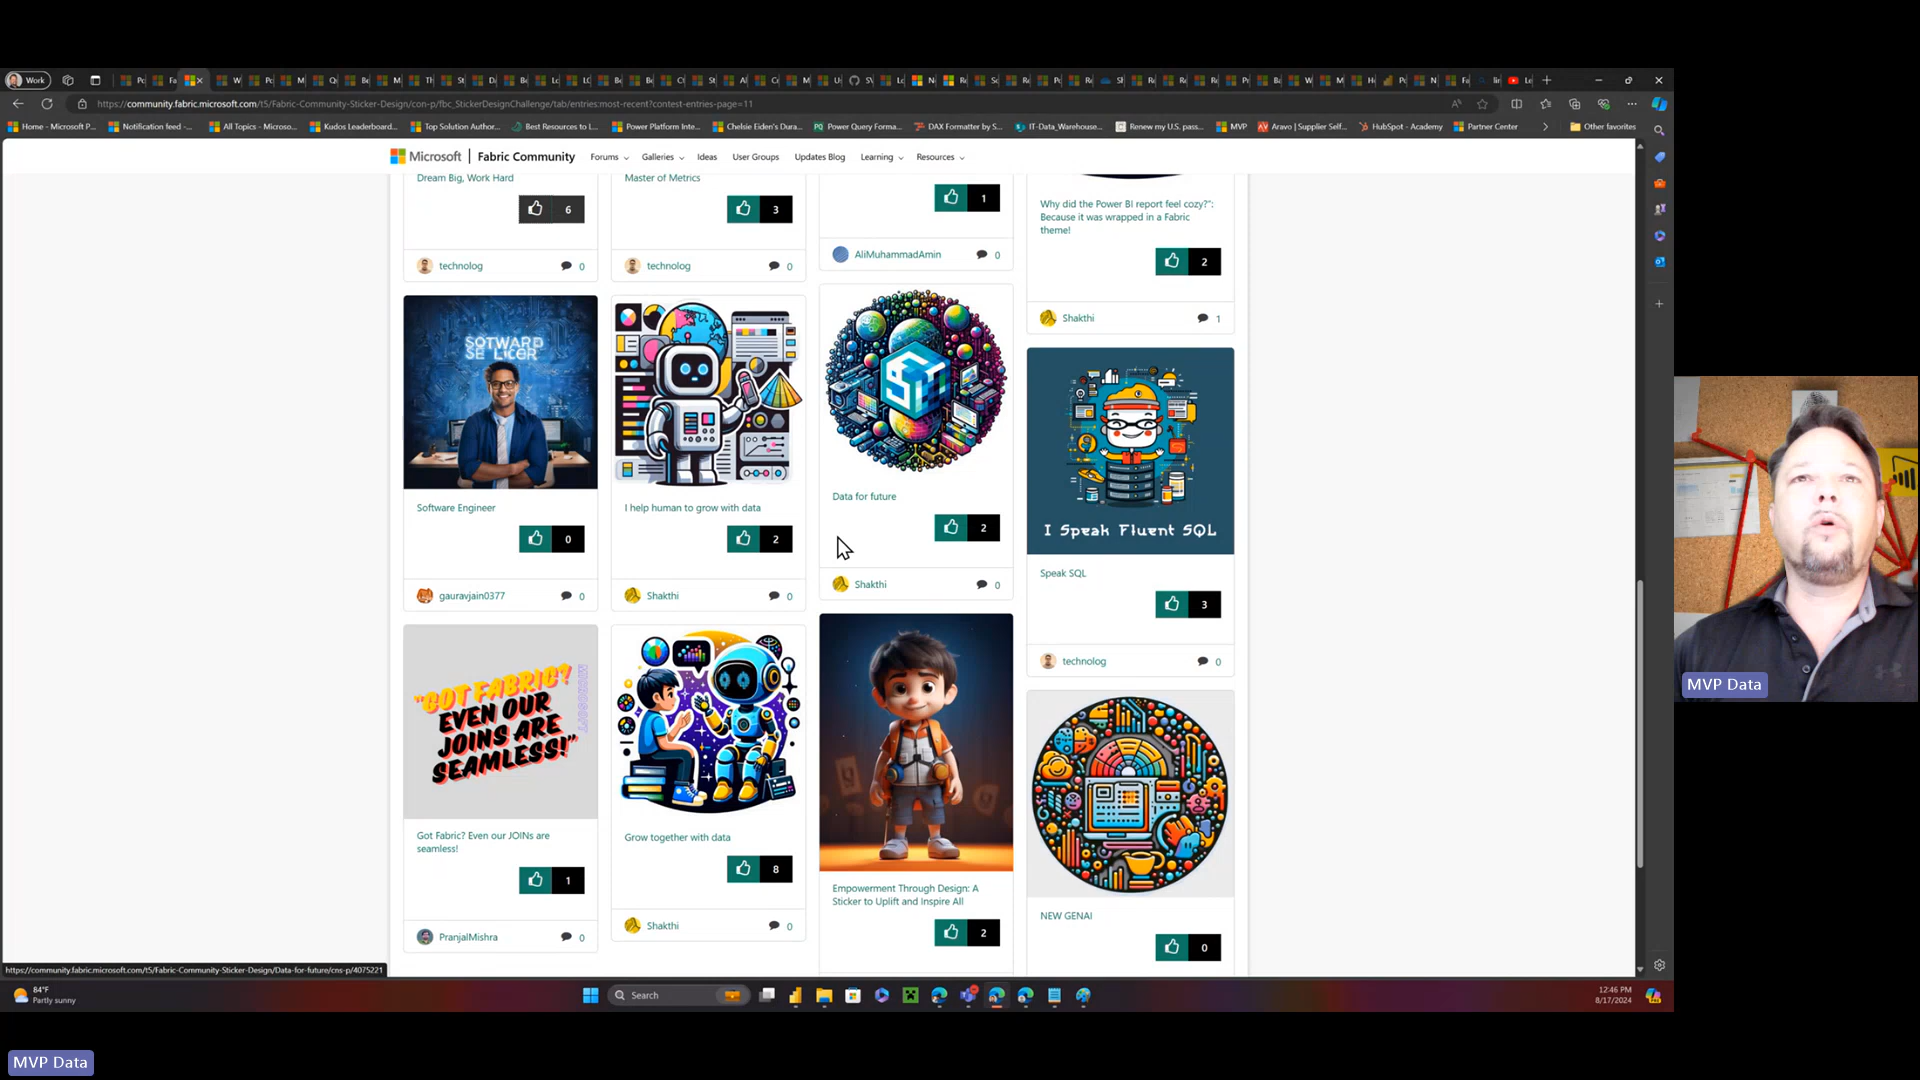 Work
https://community.fabric.microsoft.com/t5/Fabric-Community-Sticker-Design/con-p/fbc_StickerDesignChallenge/tab/entries:most-recent?contest-entries-page=11
Home - Microsoft P...
Notification feed -...
All Topics - Microso...
Kudos Leaderboard...
Top Solution Author...
Best Resources to L...
Power Platform Inte...
Chelsie Eiden's Dura...
Power Query Forma...
DAX Formatter by S...
IT-Data_Warehouse...
Renew my U.S. pass...
MVP
Aravo | Supplier Self...
HubSpot - Academy
Partner Center
Other favorites
Microsoft
Fabric Community
Forums
Galleries
Ideas
User Groups
Updates Blog
Learning
Resources
Dream Big, Work Hard
6
technolog
0
Master of Metrics
3
technolog
0
1
AliMuhammadAmin
0
Why did the Power BI report feel cozy?":
Because it was wrapped in a Fabric
theme!
2
Shakthi
1
SOTWARD
SE LICOR
Software Engineer
0
gauravjain0377
0
I help human to grow with data
2
Shakthi
0
Data for future
2
Shakthi
0
I Speak Fluent SQL
Speak SQL
3
technolog
0
"GOT FABRIC?
EVEN OUR
JOINS ARE
SEAMLESS!"
MICROSOFT
Got Fabric? Even our JOINs are
seamless!
1
PranjalMishra
0
Grow together with data
8
Shakthi
0
Empowerment Through Design: A
Sticker to Uplift and Inspire All
2
NEW GENAI
0
https://community.fabric.microsoft.com/t5/Fabric-Community-Sticker-Design/Data-for-future/cns-p/4075221
84°F
Partly sunny
Search
12:46 PM
8/17/2024
MVP Data
MVP Data